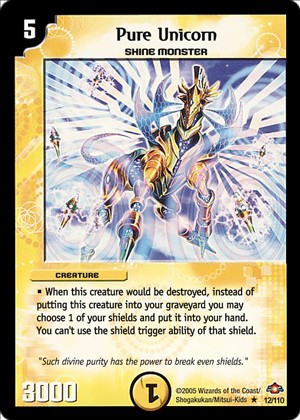 5
Pure Unicorn
SHINE MONSTER
CREATURE
▪ When this creature would be destroyed, instead of
putting this creature into your graveyard you may
choose 1 of your shields and put it into your hand.
You can't use the shield trigger ability of that shield.
"Such divine purity has the power to break even shields."
3000
1
©2005 Wizards of the Coast/
Shogakukan/Mitsui-Kids ★ 12/110